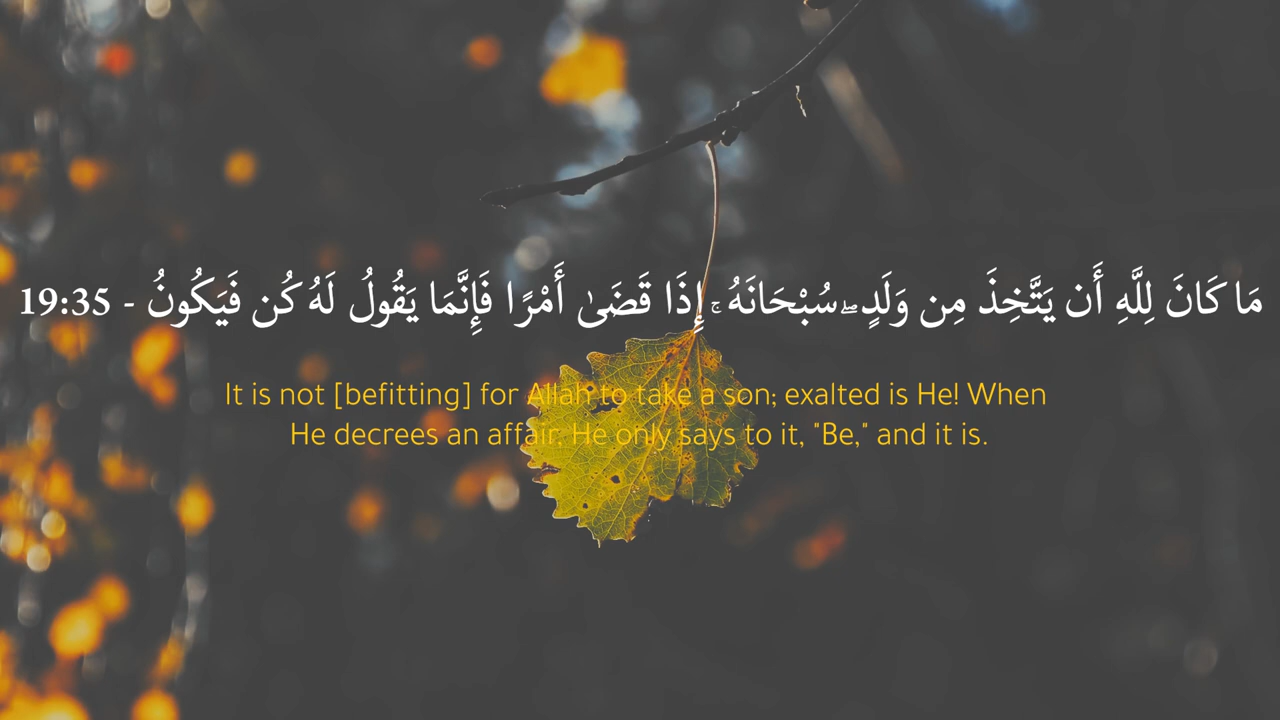 مَا كَانَ لِلَّهِ أَن يَتَّخِذَ مِن وَلَدٍ ۖ سُبْحَانَهُ ۚ إِذَا قَضَىٰ أَمْرًا فَإِنَّمَا يَقُولُ لَهُ كُن فَيَكُونُ - 19:35
It is not [befitting] for Allah to take a son; exalted is He! When
He decrees an affair, He only says to it, "Be," and it is.